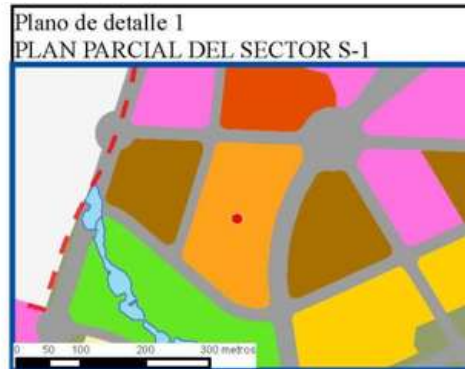 Plano de detalle 1
PLAN PARCIAL DEL SECTOR S-1
0 50 100 200 300 metros